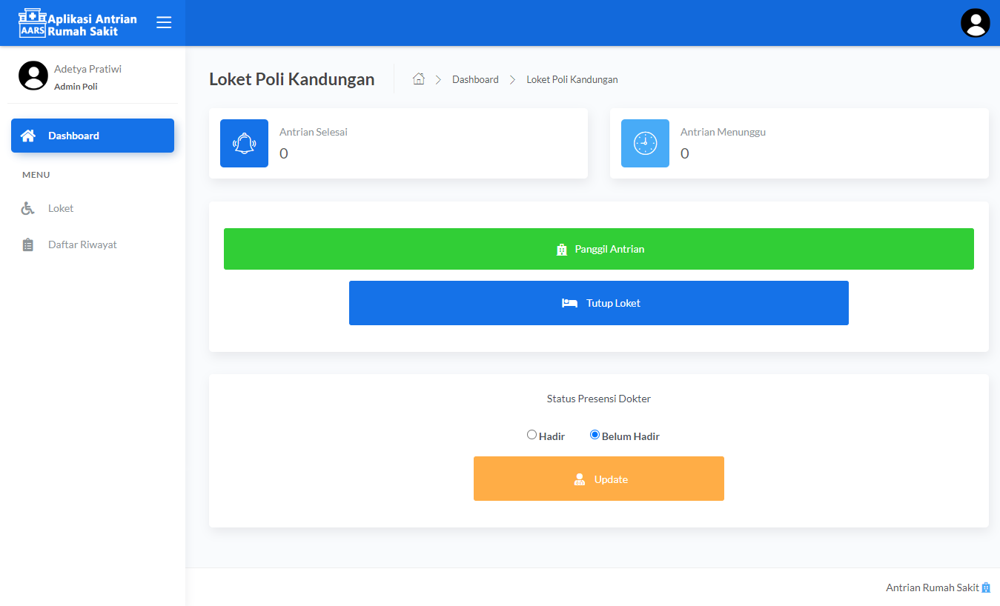 Aplikasi Antrian
AARS Rumah Sakit
Adetya Pratiwi
Admin Poli
Dashboard
MENU
Loket
Daftar Riwayat
Loket Poli Kandungan
Dashboard
Loket Poli Kandungan
Antrian Selesai
0
Antrian Menunggu
0
Panggil Antrian
Tutup Loket
Status Presensi Dokter
Hadir
Belum Hadir
Update
Antrian Rumah Sakit